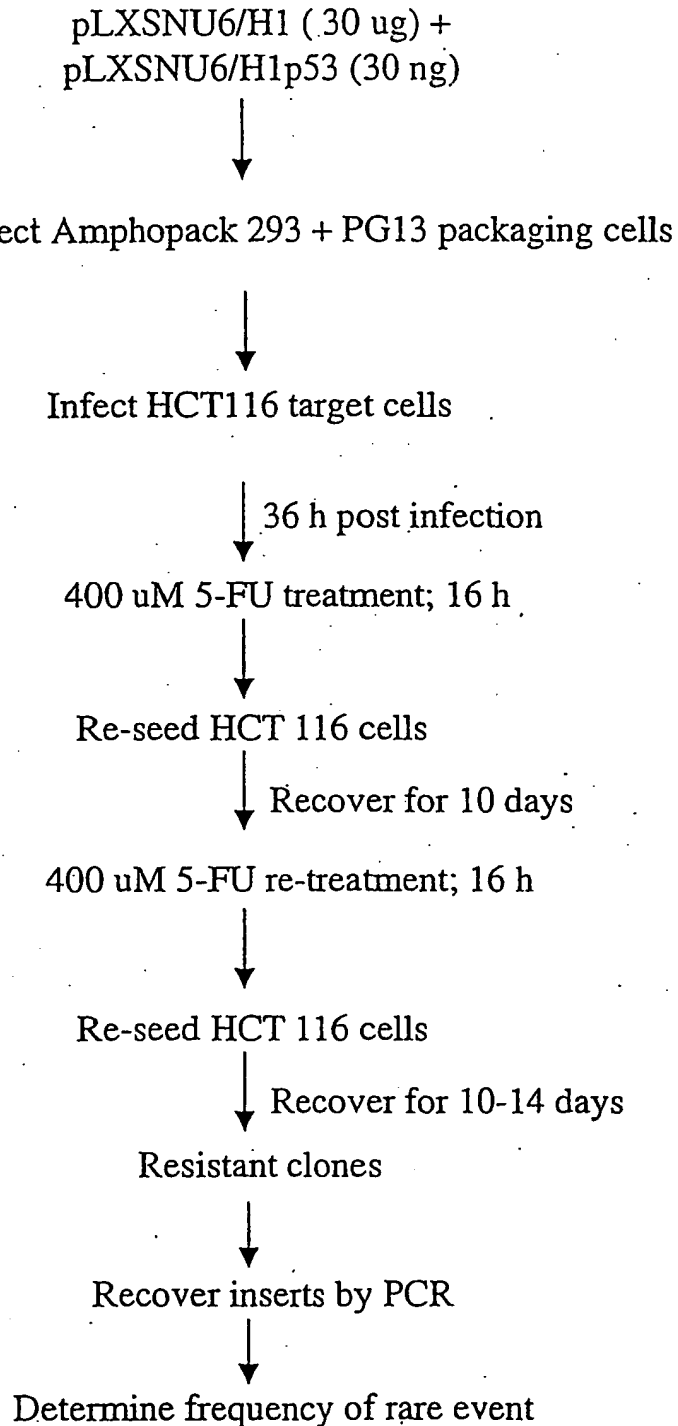 pLXSNU6/H1 (30 ug) +
pLXSNU6/H1p53 (30 ng)
Amphopack 293 + PG13 packaging cells
Infect HCT116 target cells
36 h post infection
400 uM 5-FU treatment; 16 h
Re-seed HCT 116 cells
Recover for 10 days
400 uM 5-FU re-treatment; 16 h
Re-seed HCT 116 cells
Recover for 10-14 days
Resistant clones
Recover inserts by PCR
Determine frequency of rare event